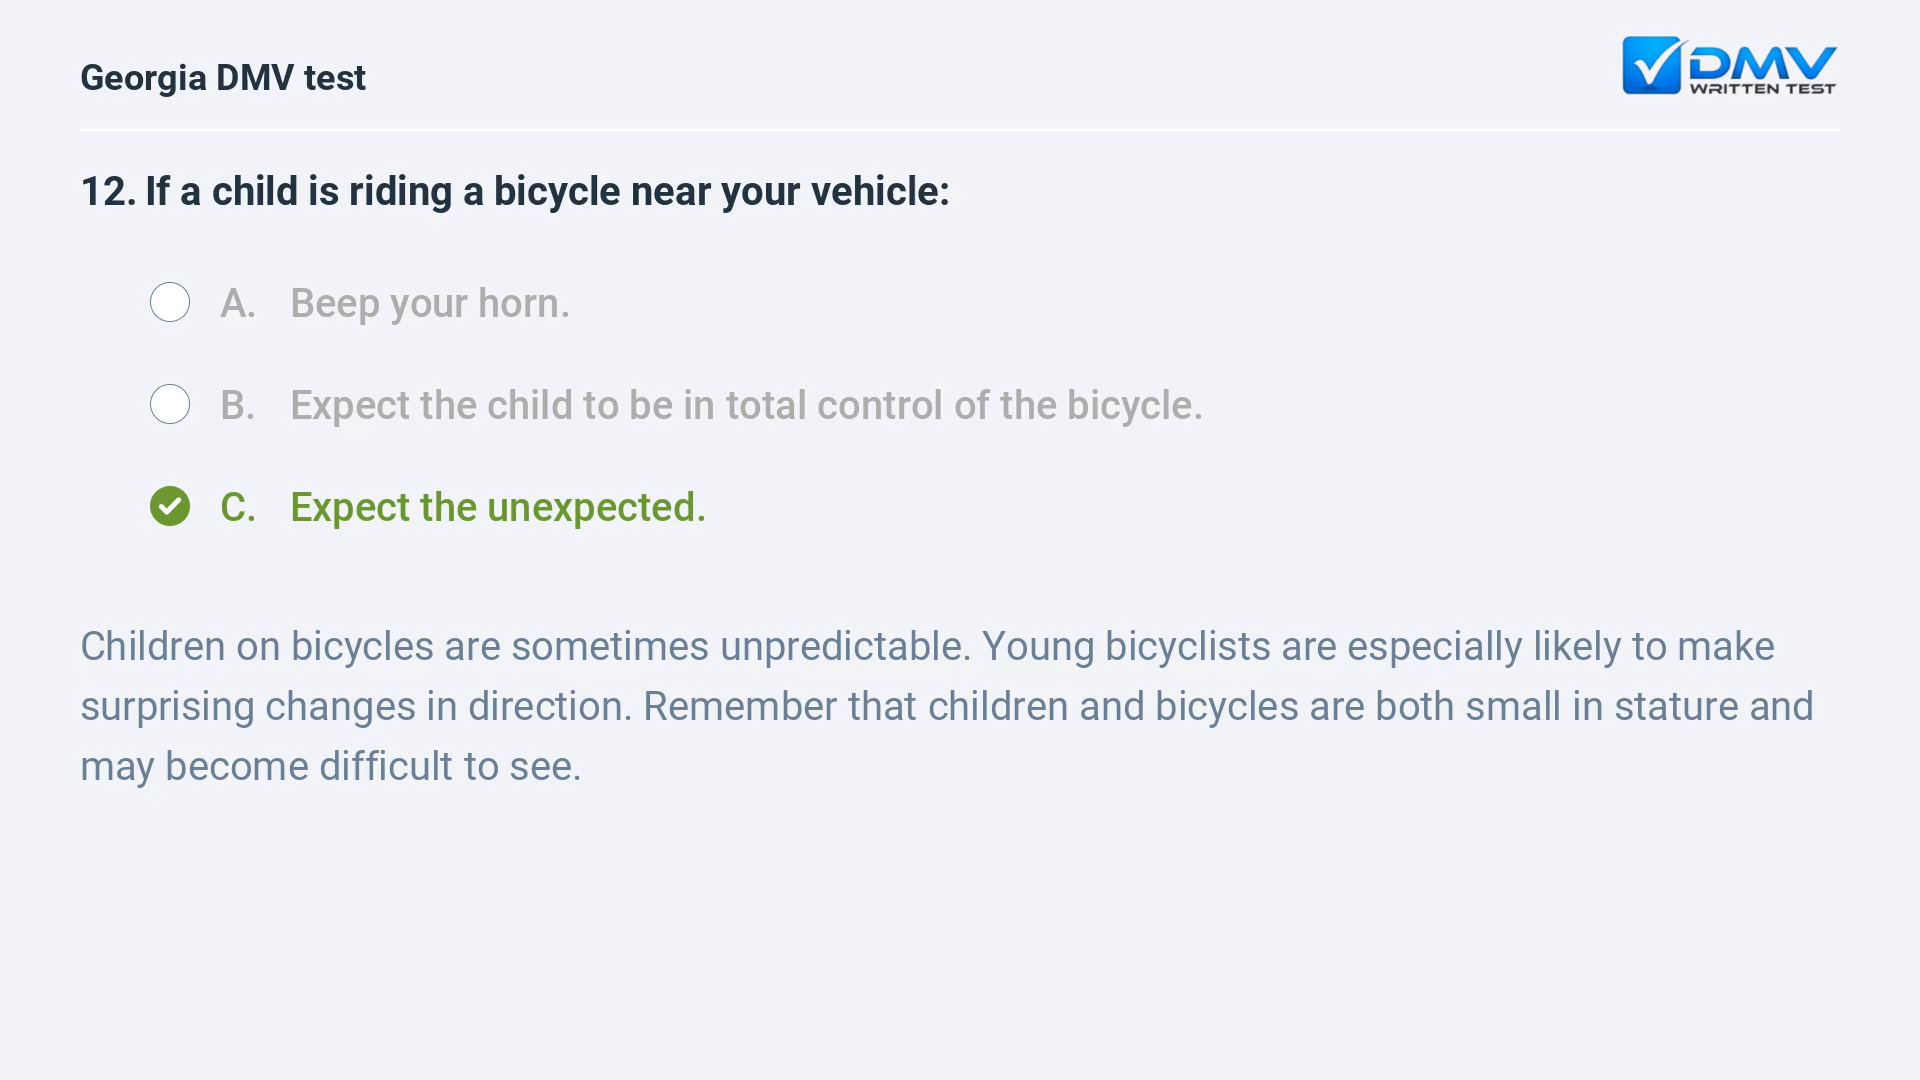 Georgia DMV test
DMV
WRITTEN TEST
12. If a child is riding a bicycle near your vehicle:
A. Beep your horn.
B. Expect the child to be in total control of the bicycle.
C. Expect the unexpected.
Children on bicycles are sometimes unpredictable. Young bicyclists are especially likely to make
surprising changes in direction. Remember that children and bicycles are both small in stature and
may become difficult to see.